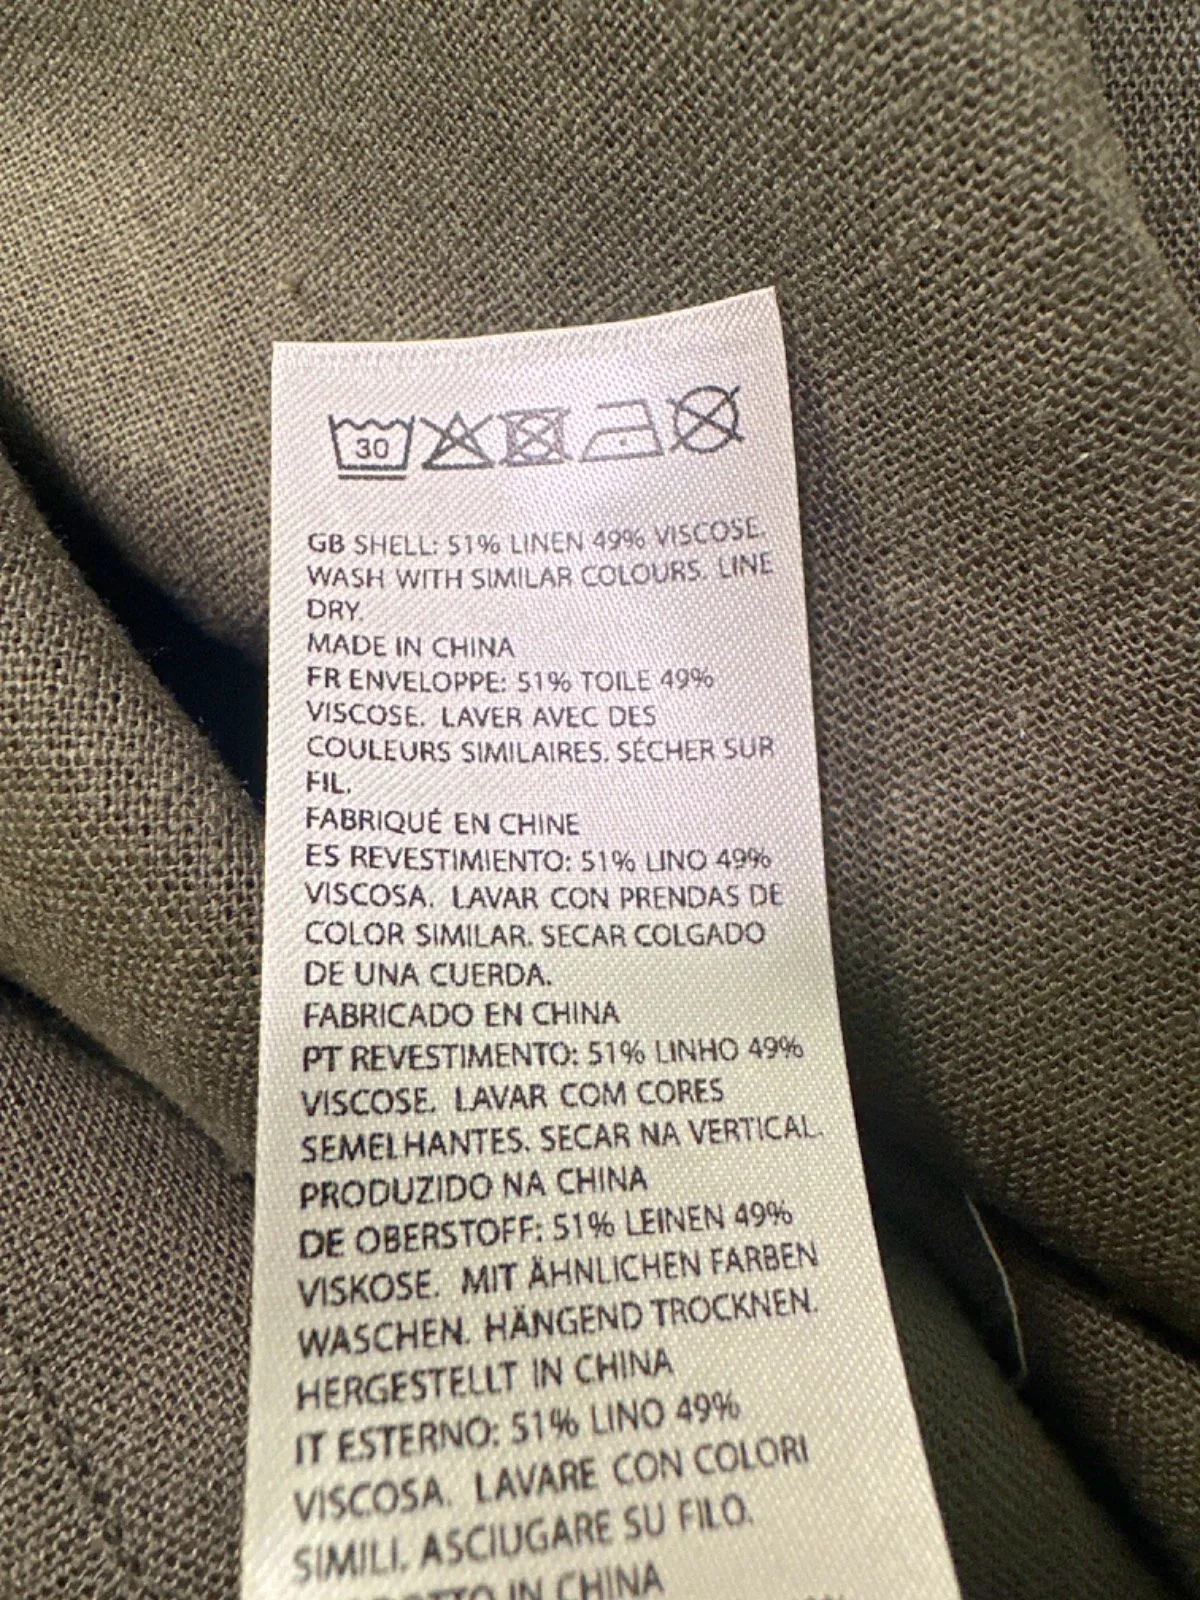 30
GB SHELL: 51% LINEN 49% VISCOSE.
WASH WITH SIMILAR COLOURS. LINE
DRY.
MADE IN CHINA
FR ENVELOPPE: 51% TOILE 49%
VISCOSE. LAVER AVEC DES
COULEURS SIMILAIRES. SÉCHER SUR
FIL.
FABRIQUÉ EN CHINE
ES REVESTIMIENTO: 51% LINO 49%
VISCOSA. LAVAR CON PRENDAS DE
COLOR SIMILAR. SECAR COLGADO
DE UNA CUERDA.
FABRICADO EN CHINA
PT REVESTIMENTO: 51% LINHO 49%
VISCOSE. LAVAR COM CORES
SEMELHANTES. SECAR NA VERTICAL.
PRODUZIDO NA CHINA
DE OBERSTOFF: 51% LEINEN 49%
VISKOSE. MIT ÄHNLICHEN FARBEN
WASCHEN. HÄNGEND TROCKNEN.
HERGESTELLT IN CHINA
IT ESTERNO: 51% LINO 49%
VISCOSA. LAVARE CON COLORI
SIMILI. ASCIUGARE SU FILO.
IN CHINA